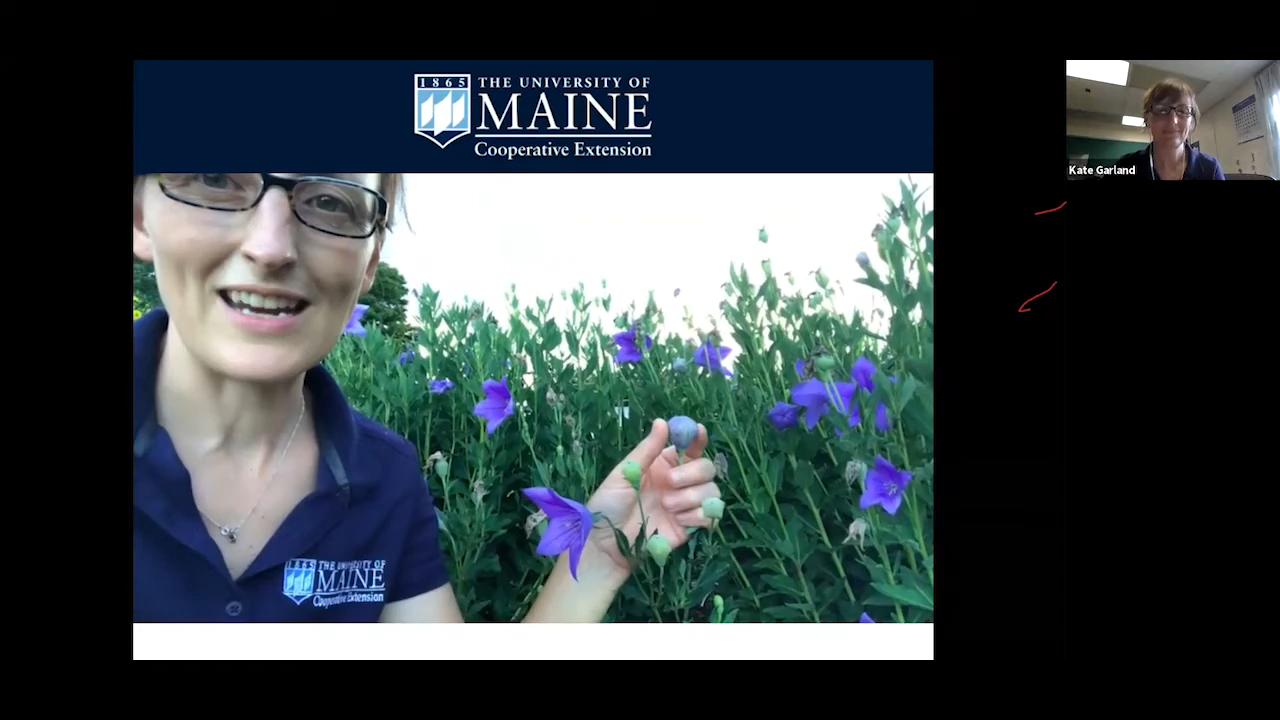 1865
THE UNIVERSITY OF
MAINE
Cooperative Extension
Kate Garland
1865
THE UNIVERSITY OF
MAINE
Cooperative Extension